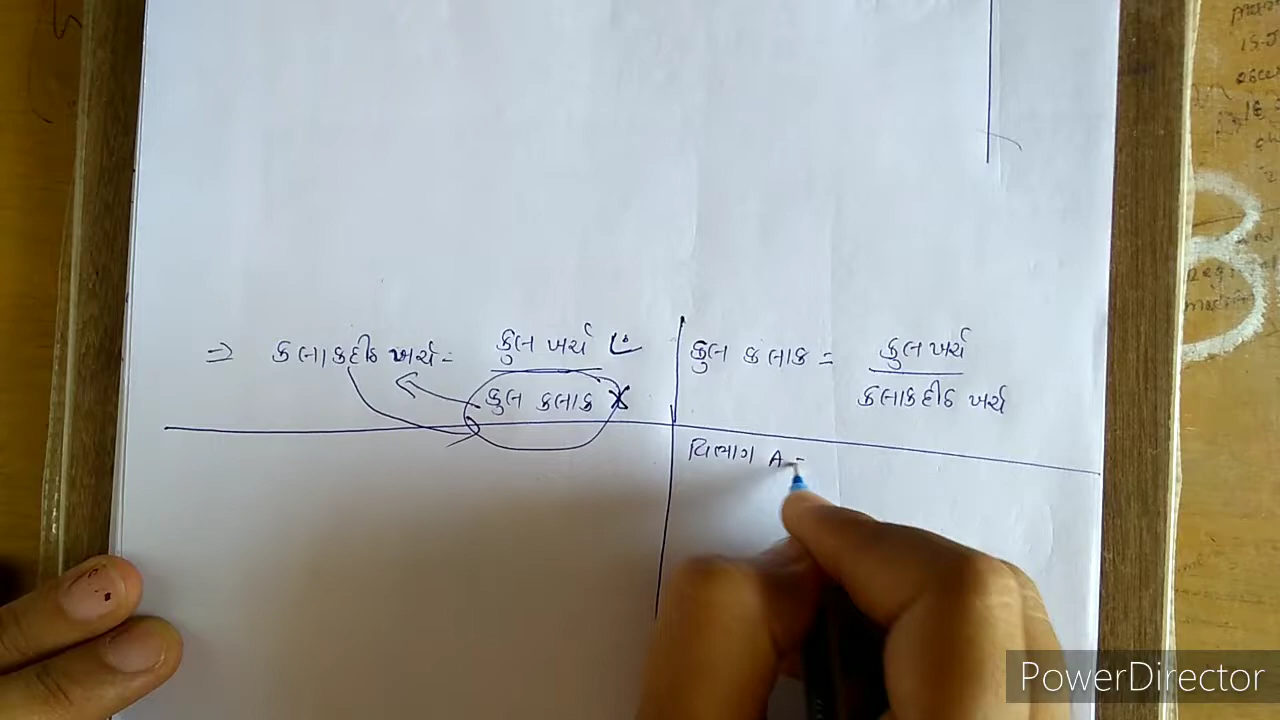 ⇒ કલાકદીઠ ખર્ચ = કુલ ખર્ચ / કુલ કલાક
કુલ કલાક = કુલ ખર્ચ / કલાકદીઠ ખર્ચ
વિભાગ A =
PowerDirector